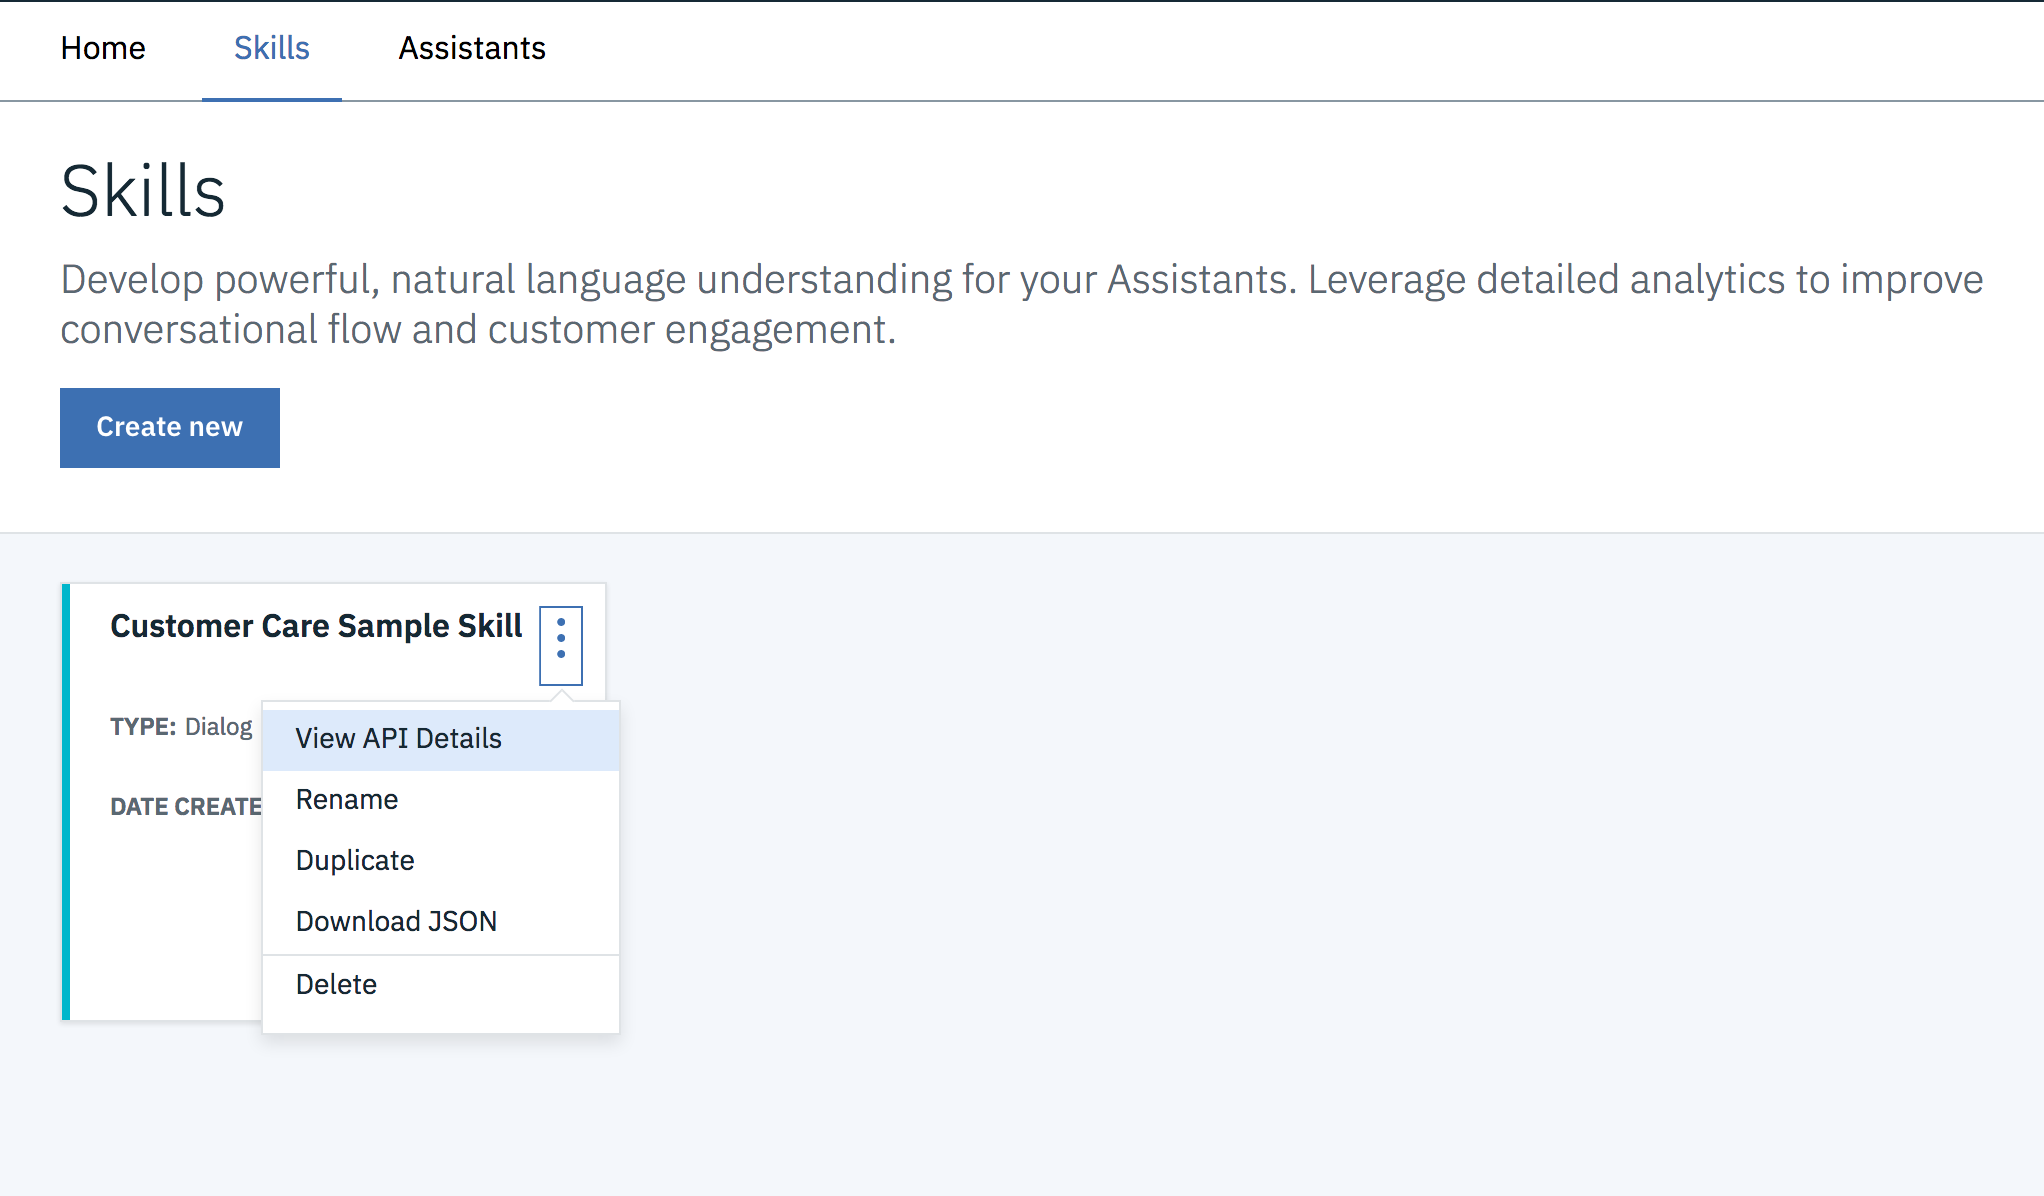 Home Skills Assistants
Skills
Develop powerful, natural language understanding for your Assistants. Leverage detailed analytics to improve
conversational flow and customer engagement.
Create new
Customer Care Sample Skill
TYPE: Dialog
DATE CREATE
View API Details
Rename
Duplicate
Download JSON
Delete